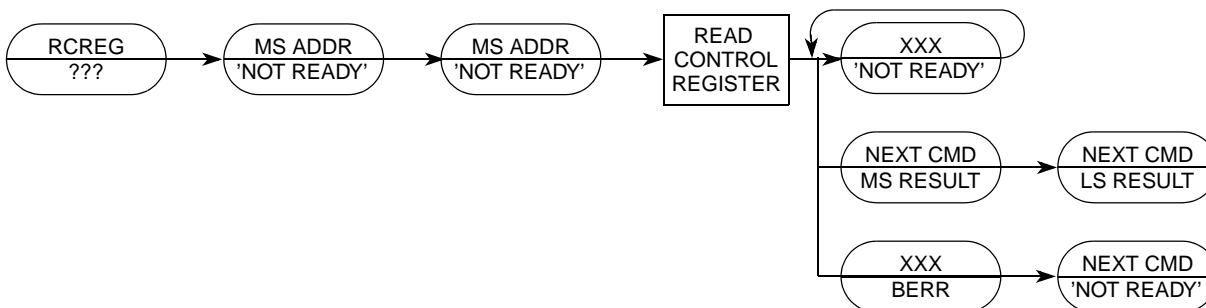 RCREG
???
MS ADDR
'NOT READY'
MS ADDR
'NOT READY'
READ
CONTROL
REGISTER
XXX
'NOT READY'
NEXT CMD
MS RESULT
NEXT CMD
LS RESULT
XXX
BERR
NEXT CMD
'NOT READY'